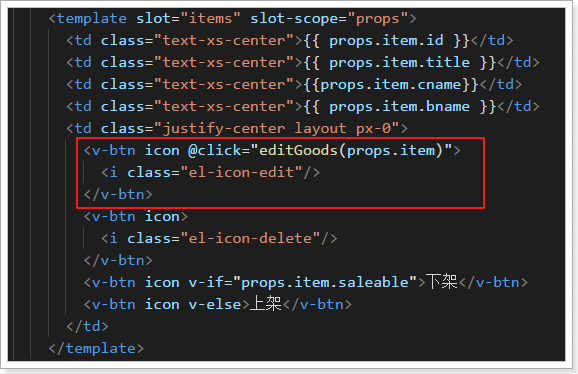 <template slot="items" slot-scope="props">
<td class="text-xs-center">{{ props.item.id }}</td>
<td class="text-xs-center">{{ props.item.title }}</td>
<td class="text-xs-center">{{props.item.cname}}</td>
<td class="text-xs-center">{{ props.item.bname }}</td>
<td class="justify-center layout px-0">
<v-btn icon @click="editGoods(props.item)">
<i class="el-icon-edit"/>
</v-btn>
<v-btn icon>
<i class="el-icon-delete"/>
</v-btn>
<v-btn icon v-if="props.item.saleable">下架</v-btn>
<v-btn icon v-else>上架</v-btn>
</td>
</template>